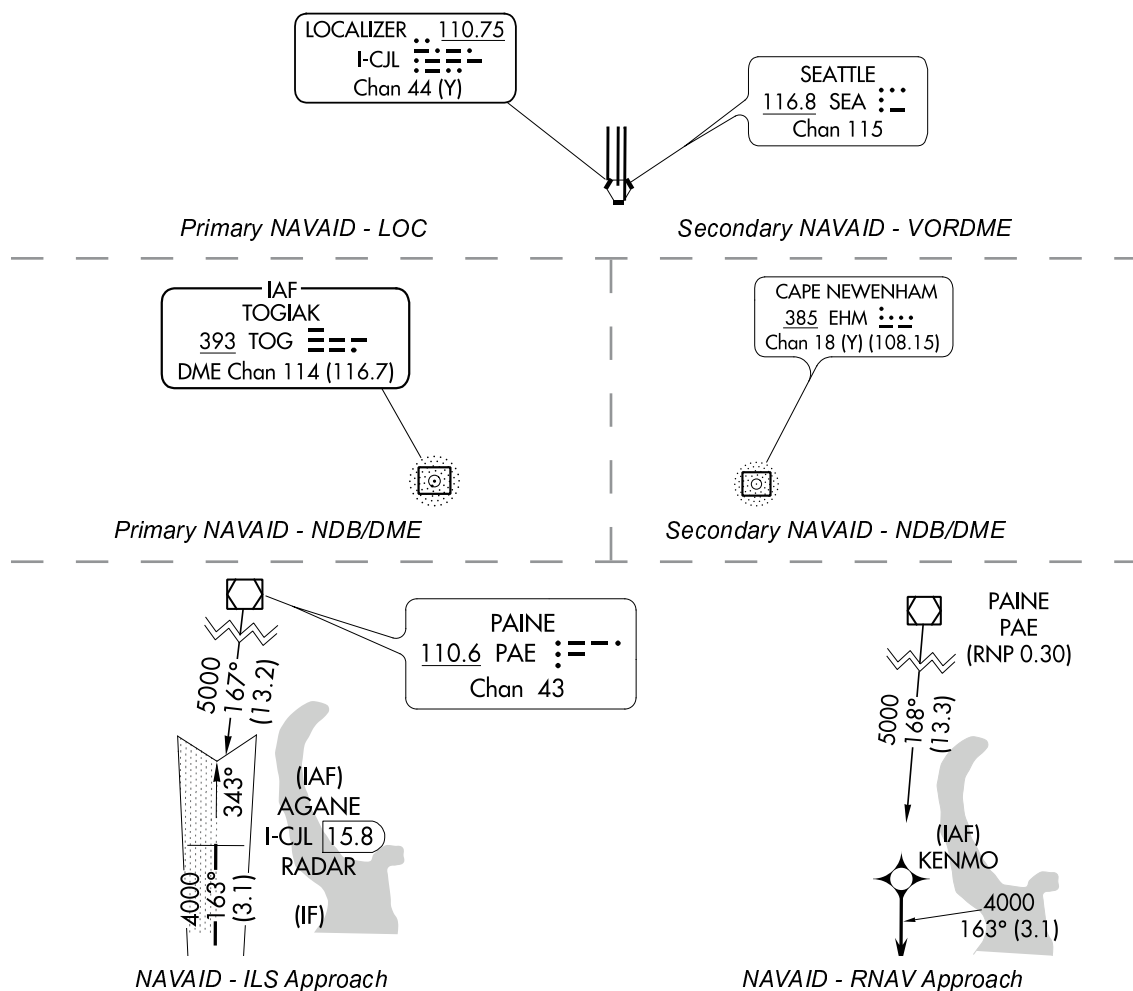 LOCALIZER 110.75
I-CJL
Chan 44 (Y)
SEATTLE
116.8 SEA
Chan 115
Primary NAVAID - LOC
Secondary NAVAID - VORDME
IAF
TOGIAK
393 TOG
DME Chan 114 (116.7)
CAPE NEWENHAM
385 EHM
Chan 18 (Y) (108.15)
Primary NAVAID - NDB/DME
Secondary NAVAID - NDB/DME
PAINE
110.6 PAE
Chan 43
5000
167°
(13.2)
343°
(IAF)
AGANE
I-CJL 15.8
RADAR
(IF)
4000
163°
(3.1)
NAVAID - ILS Approach
PAINE
PAE
(RNP 0.30)
5000
168°
(13.3)
(IAF)
KENMO
4000
163° (3.1)
NAVAID - RNAV Approach